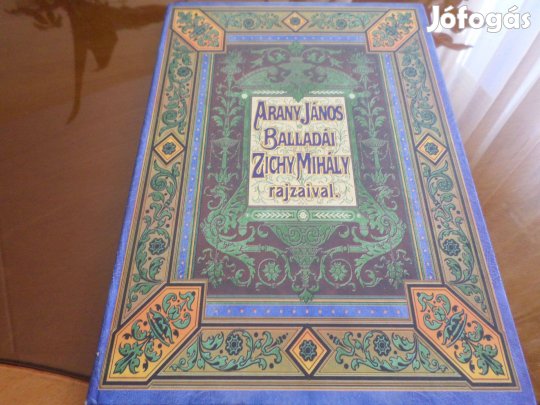 Jófogás
ARANY JÁNOS
BALLADÁI
ZICHY MIHÁLY
rajzaival.